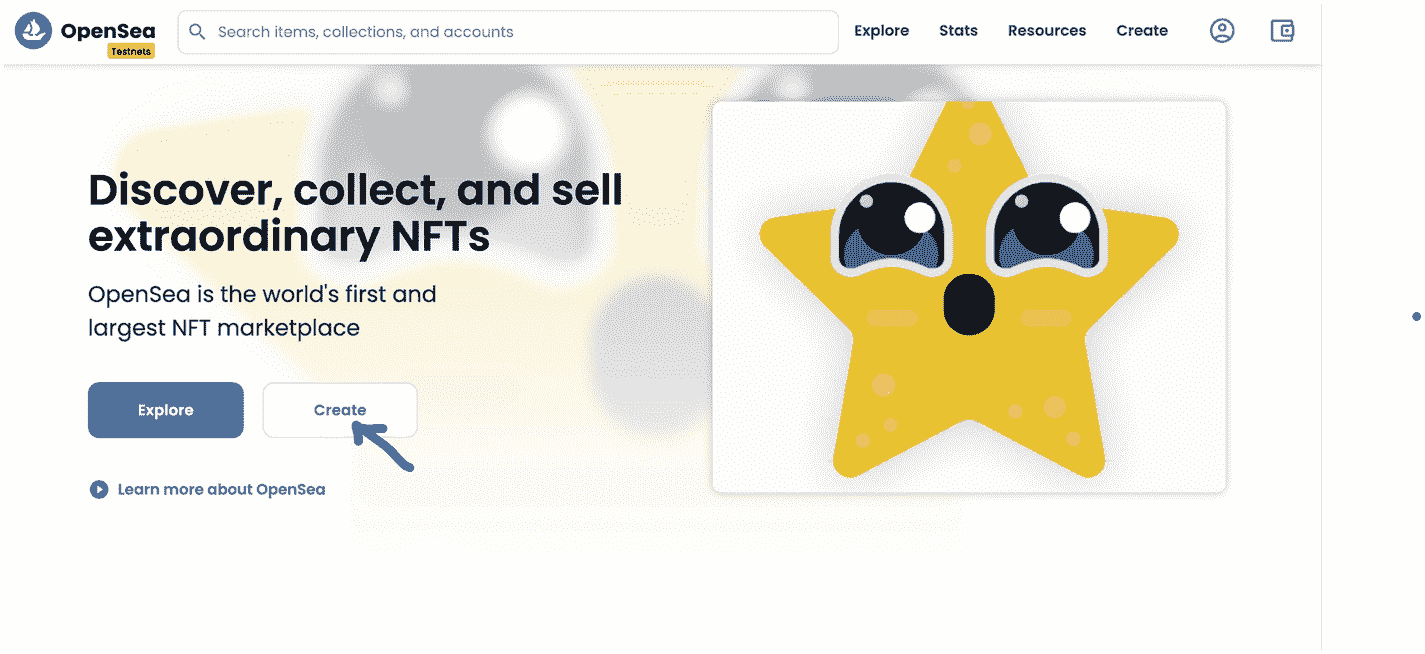 OpenSea
Testnets
Search items, collections, and accounts
Explore
Stats
Resources
Create
Discover, collect, and sell
extraordinary NFTs
OpenSea is the world's first and
largest NFT marketplace
Explore
Create
Learn more about OpenSea